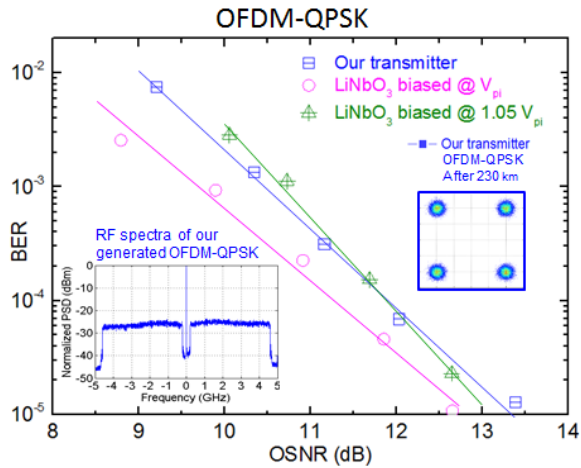 OFDM-QPSK
10⁻²
10⁻³
10⁻⁴
10⁻⁵
BER
Our transmitter
LiNbO₃ biased @ Vₚᵢ
LiNbO₃ biased @ 1.05 Vₚᵢ
Our transmitter
OFDM-QPSK
After 230 km
RF spectra of our
generated OFDM-QPSK
Normalized PSD (dBm)
0
-10
-20
-30
-40
-50
-5 -4 -3 -2 -1 0 1 2 3 4 5
Frequency (GHz)
8 9 10 11 12 13 14
OSNR (dB)